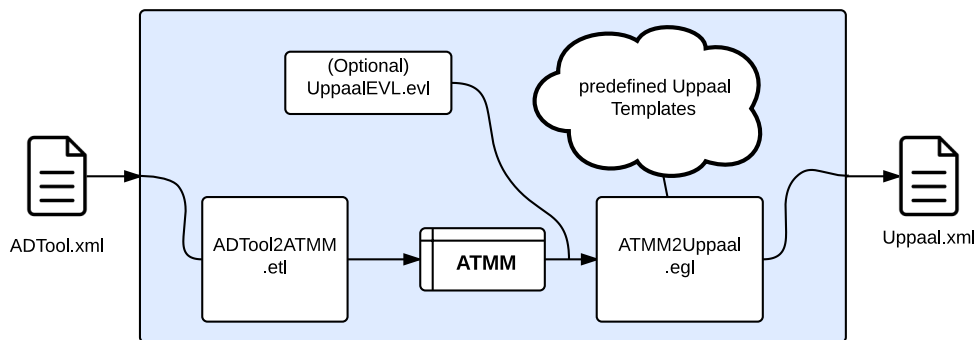 (Optional)
UppaalEVL.evl
predefined Uppaal
Templates
ADTool.xml
ADTool2ATMM
.etl
ATMM
ATMM2Uppaal
.egl
Uppaal.xml